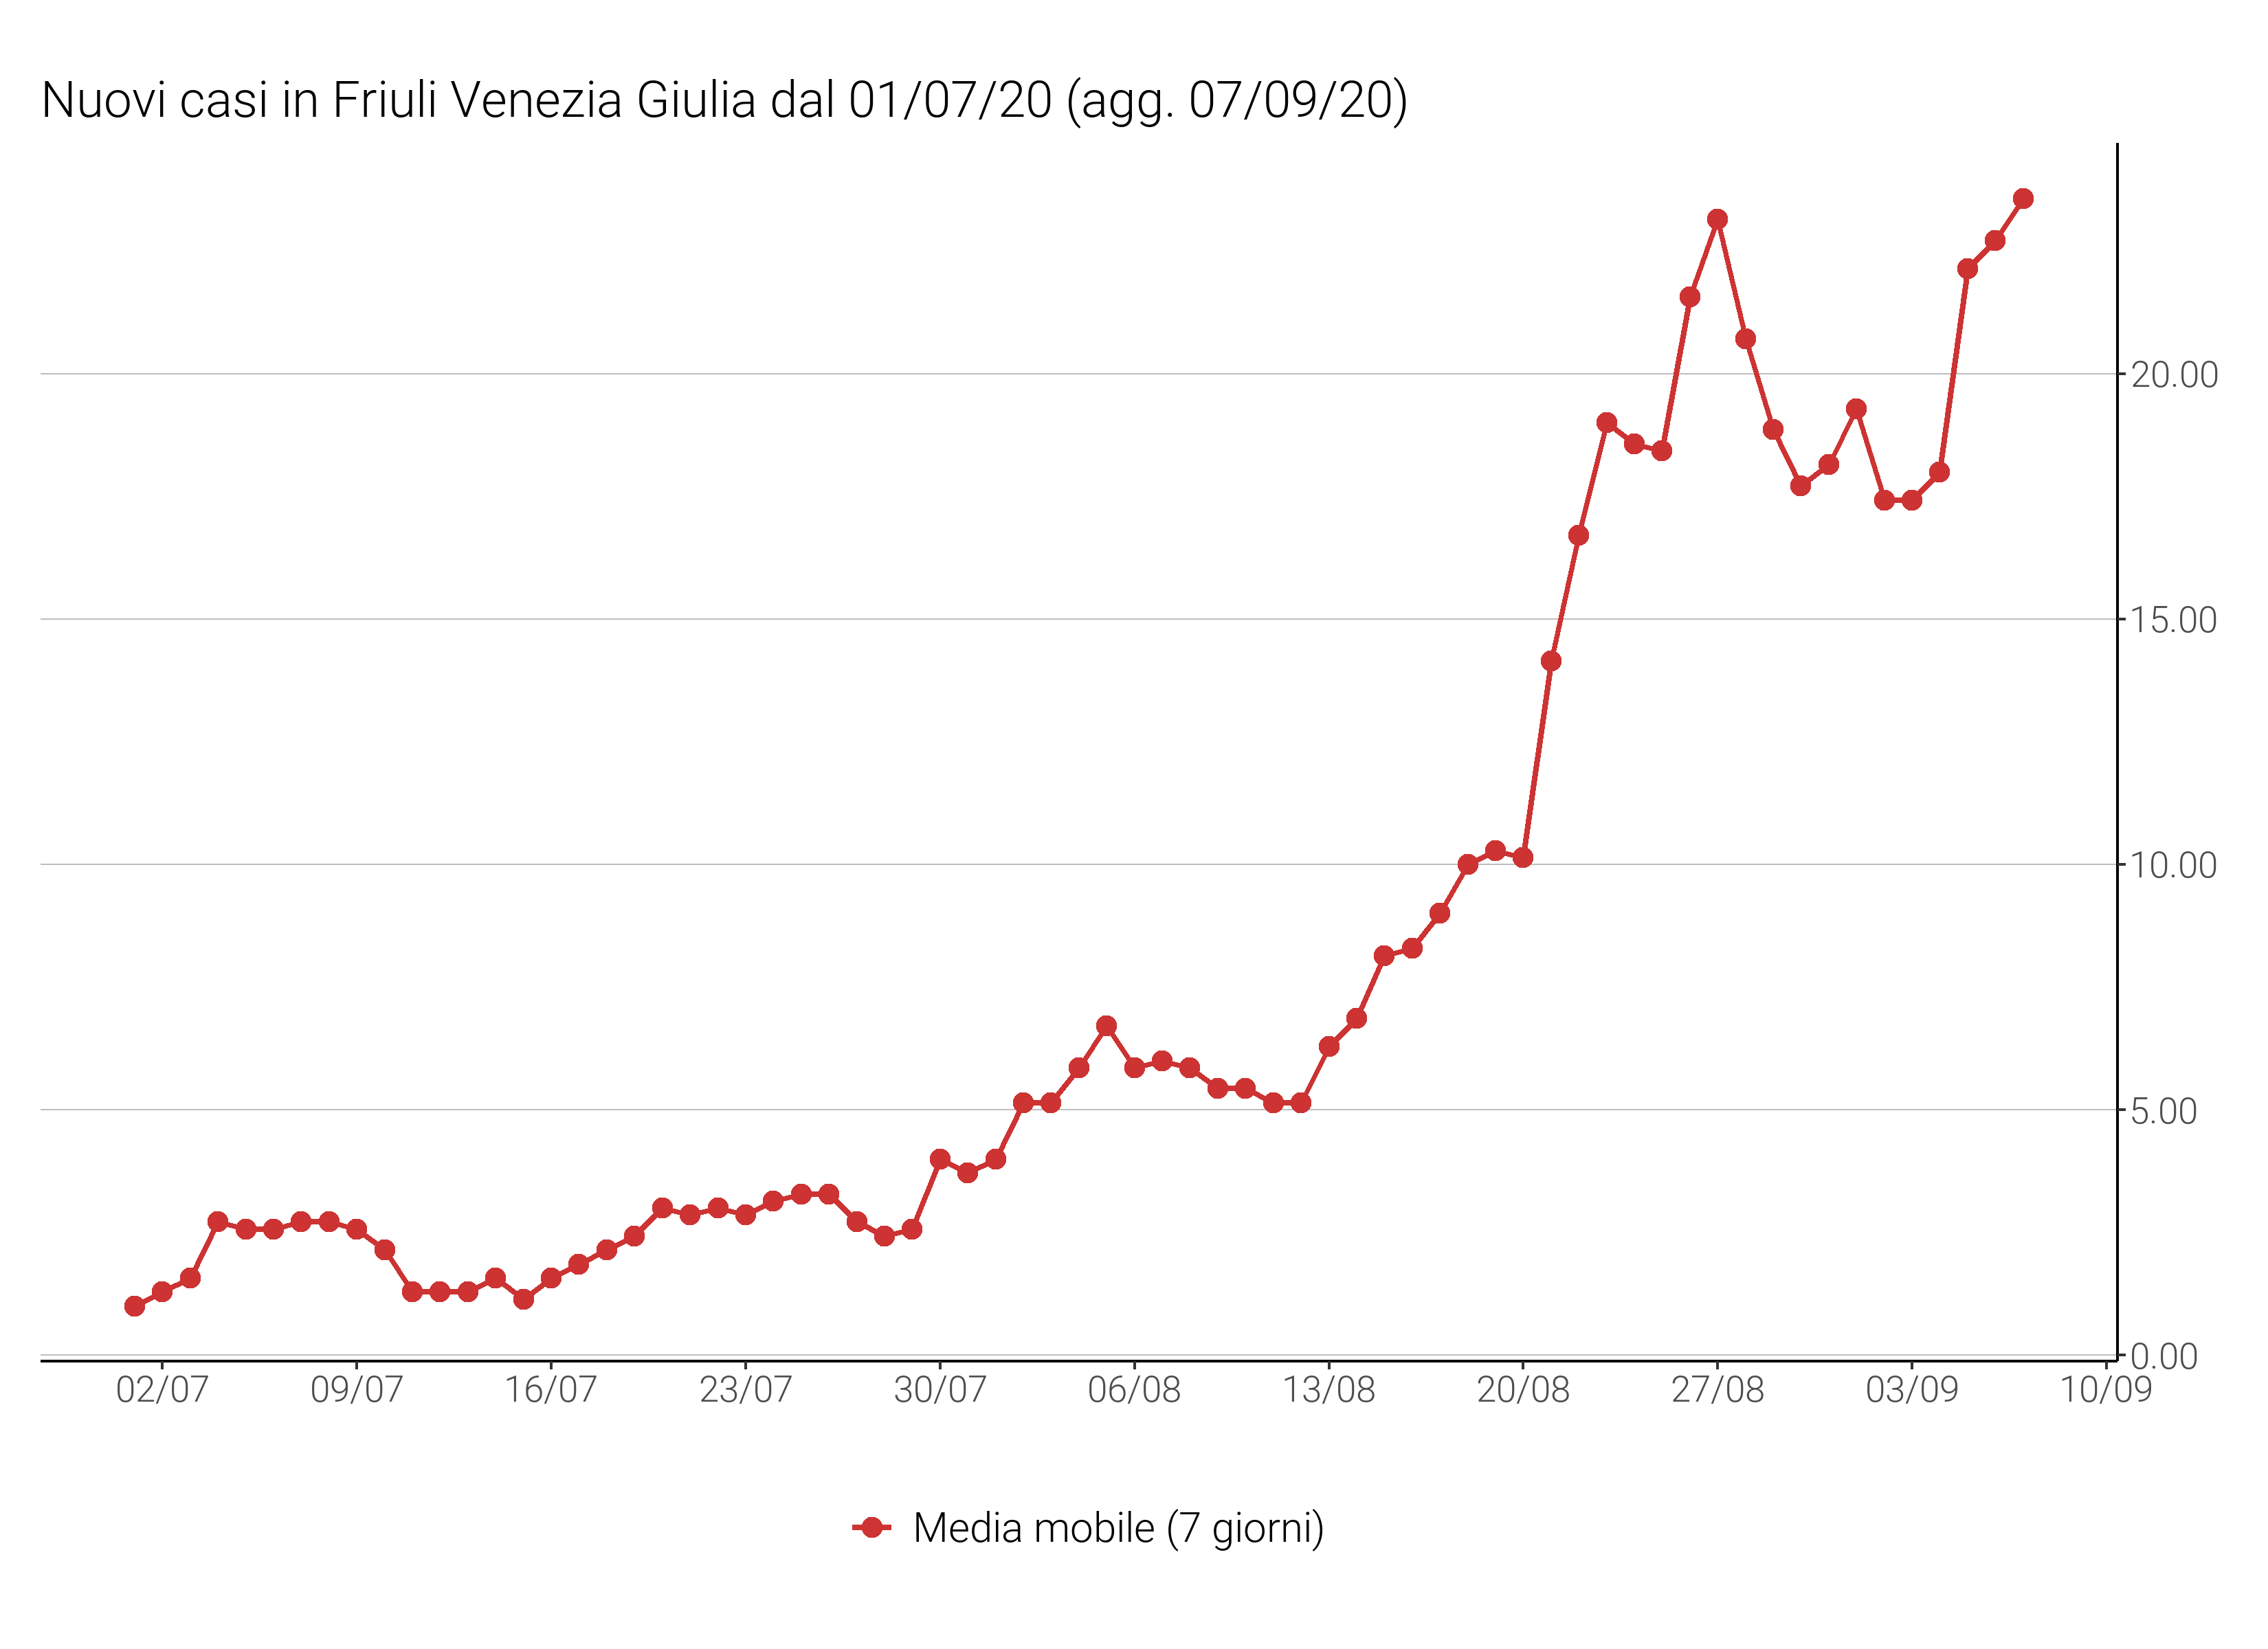 Nuovi casi in Friuli Venezia Giulia dal 01/07/20 (agg. 07/09/20)
20.00
15.00
10.00
5.00
0.00
02/07 09/07 16/07 23/07 30/07 06/08 13/08 20/08 27/08 03/09 10/09
Media mobile (7 giorni)